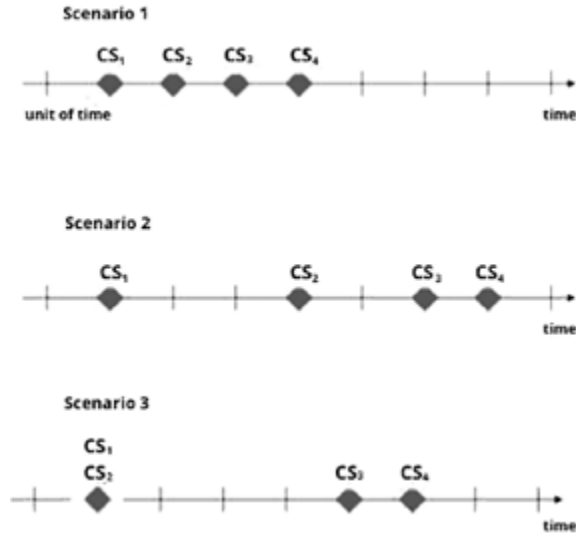 Scenario 1
CS₁ CS₂ CS₃ CS₄
unit of time time
Scenario 2
CS₁ CS₂ CS₃ CS₄
time
Scenario 3
CS₁
CS₂ CS₃ CS₄
time